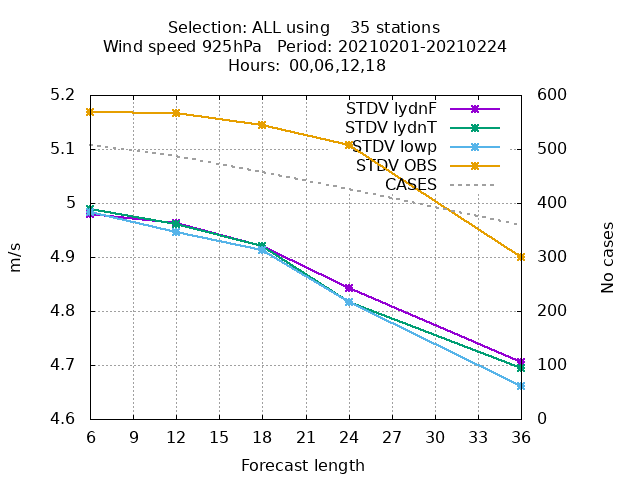 Selection: ALL using    35 stations
Wind speed 925hPa   Period: 20210201-20210224
Hours: 00,06,12,18
STDV lydnF
STDV lydnT
STDV lowp
STDV OBS
CASES
5.2
5.1
5
4.9
4.8
4.7
4.6
600
500
400
300
200
100
0
m/s
No cases
6 9 12 15 18 21 24 27 30 33 36
Forecast length